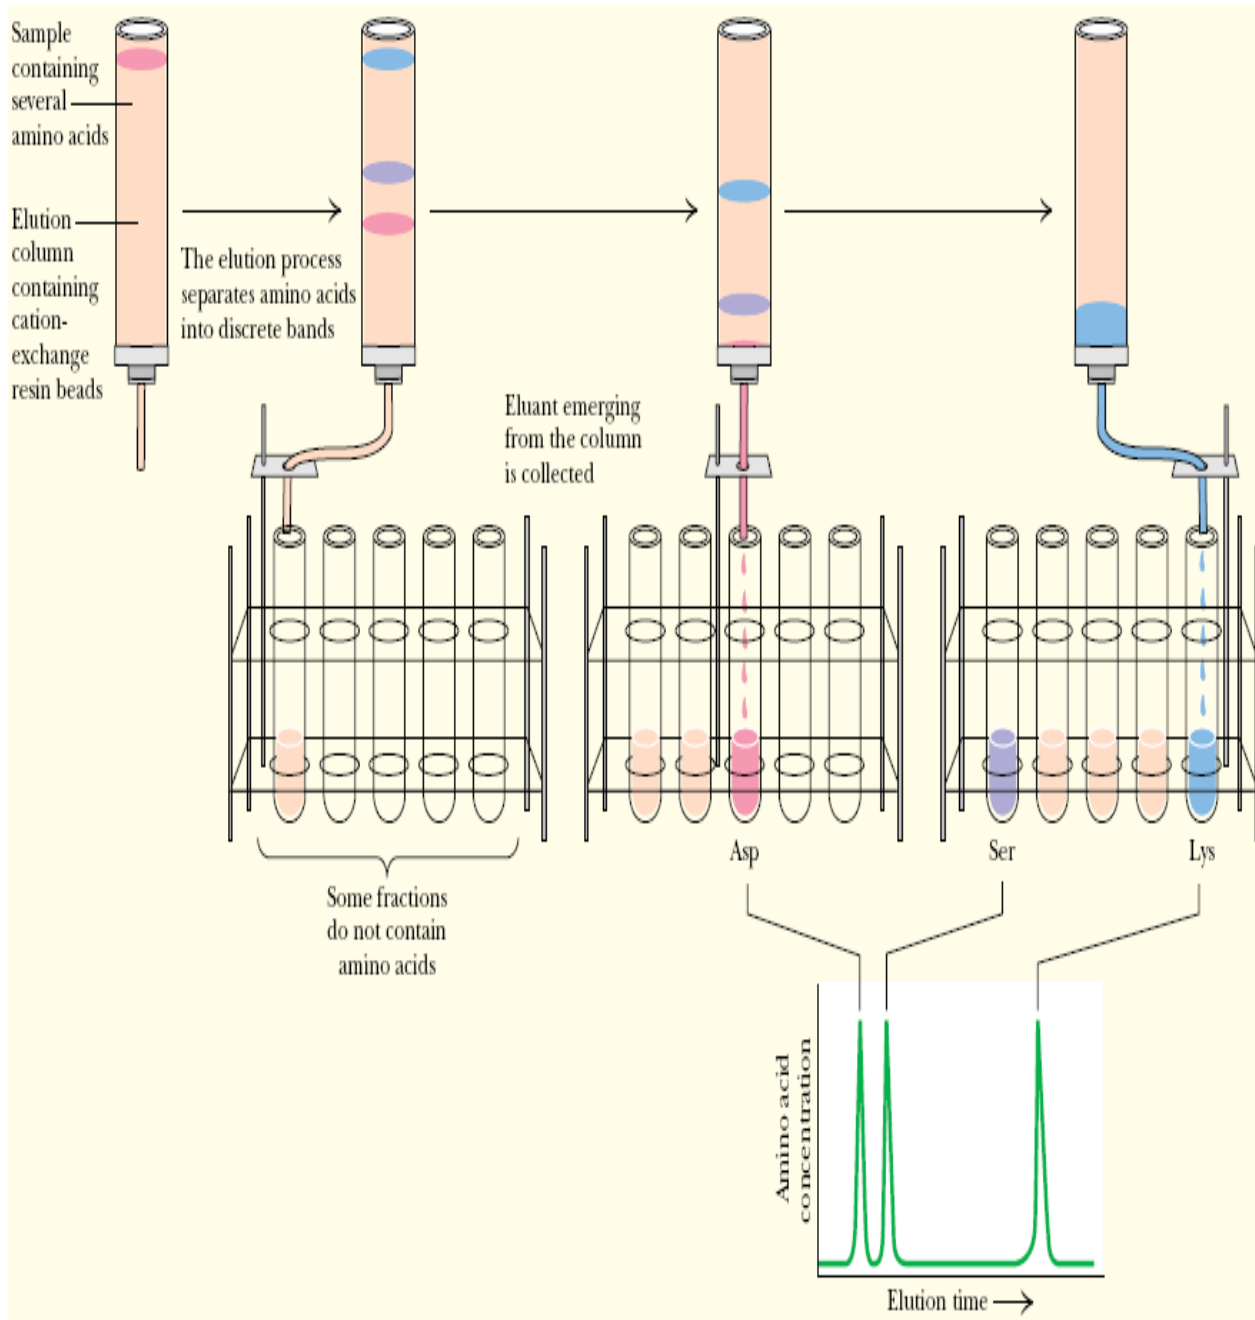 Sample
containing
several
amino acids
Elution
column
containing
cation-
exchange
resin beads
The elution process
separates amino acids
into discrete bands
Eluant emerging
from the column
is collected
Some fractions
do not contain
amino acids
Asp
Ser
Lys
Amino acid
concentration
Elution time